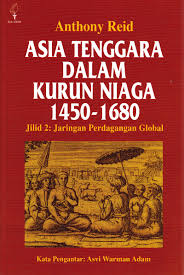 Anthony Reid
ASIA TENGGARA
DALAM
KURUN NIAGA
1450-1680
Jilid 2: Jaringan Perdagangan Global
Kata Pengantar: Asvi Warman Adam